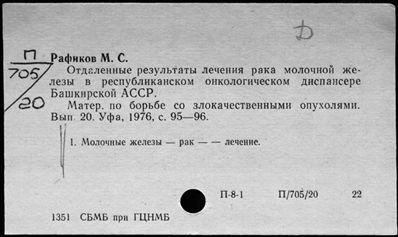 D
П
705/20
Рафиков М. С.
Отдаленные результаты лечения рака молочной же-
лезы в республиканском онкологическом диспансере
Башкирской АССР.
Матер. по борьбе со злокачественными опухолями.
Вып. 20. Уфа, 1976, с. 95—96.
1. Молочные железы — рак — — лечение.
П-8-1 П/705/20 22
1351 СБМБ при ГЦНМБ